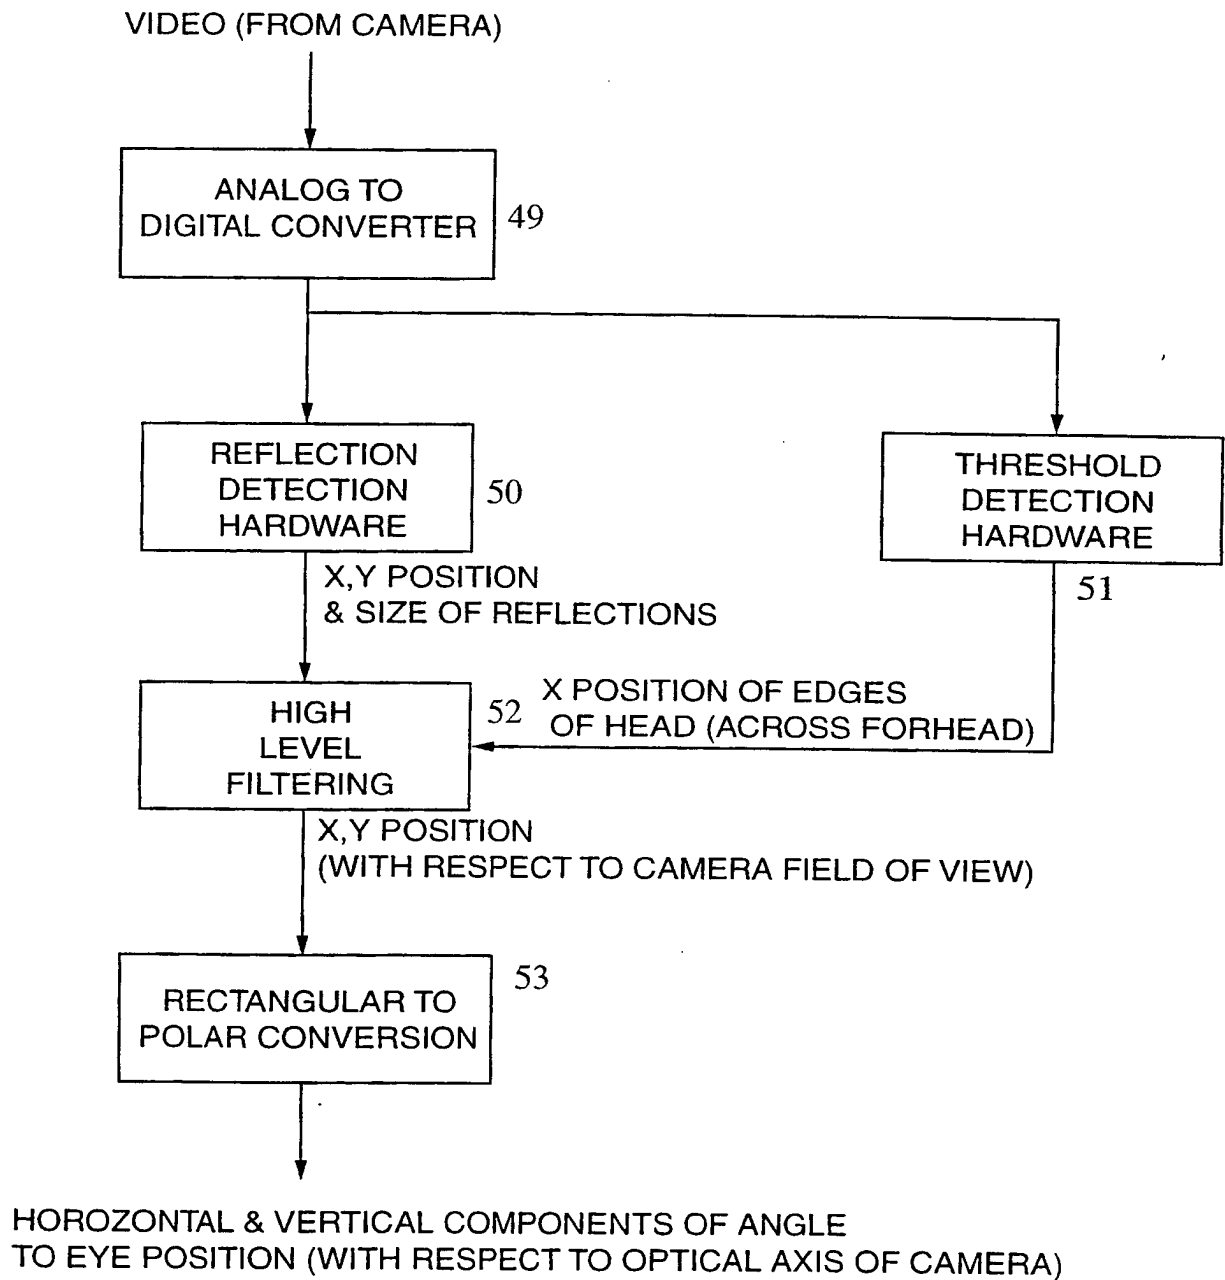 VIDEO (FROM CAMERA)
ANALOG TO
DIGITAL CONVERTER
49
REFLECTION
DETECTION
HARDWARE
50
THRESHOLD
DETECTION
HARDWARE
51
X,Y POSITION
& SIZE OF REFLECTIONS
X POSITION OF EDGES
OF HEAD (ACROSS FORHEAD)
HIGH
LEVEL
FILTERING
52
X,Y POSITION
(WITH RESPECT TO CAMERA FIELD OF VIEW)
RECTANGULAR TO
POLAR CONVERSION
53
HOROZONTAL & VERTICAL COMPONENTS OF ANGLE
TO EYE POSITION (WITH RESPECT TO OPTICAL AXIS OF CAMERA)